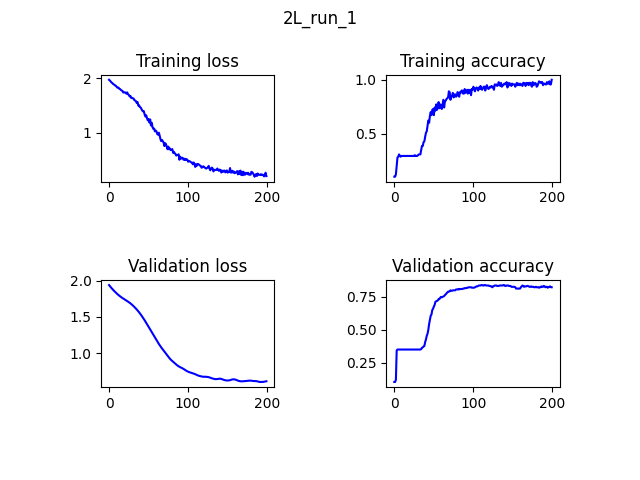 2L_run_1
Training loss
Training accuracy
2
1
0 100 200
1.0
0.5
0 100 200
Validation loss
Validation accuracy
2.0
1.5
1.0
0 100 200
0.75
0.50
0.25
0 100 200